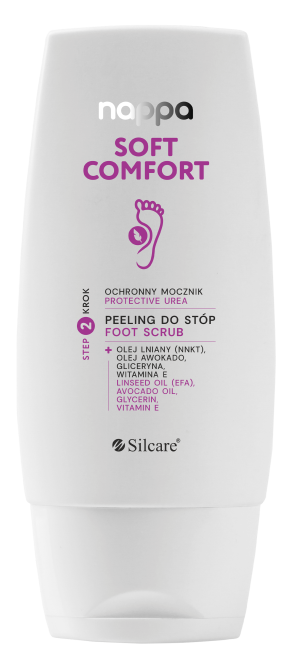 nappa
SOFT
COMFORT
OCHRONNY MOCZNIK
PROTECTIVE UREA
STEP 2 KROK
PEELING DO STÓP
FOOT SCRUB
+ OLEJ LNIANY (NNKT),
OLEJ AWOKADO,
GLICERYNA,
WITAMINA E
LINSEED OIL (EFA),
AVOCADO OIL,
GLYCERIN,
VITAMIN E
Silcare®